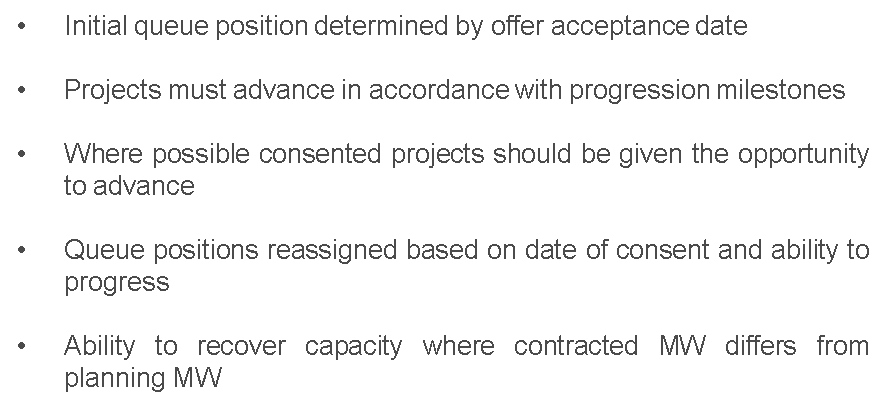 • Initial queue position determined by offer acceptance date
• Projects must advance in accordance with progression milestones
• Where possible consented projects should be given the opportunity
to advance
• Queue positions reassigned based on date of consent and ability to
progress
• Ability to recover capacity where contracted MW differs from
planning MW